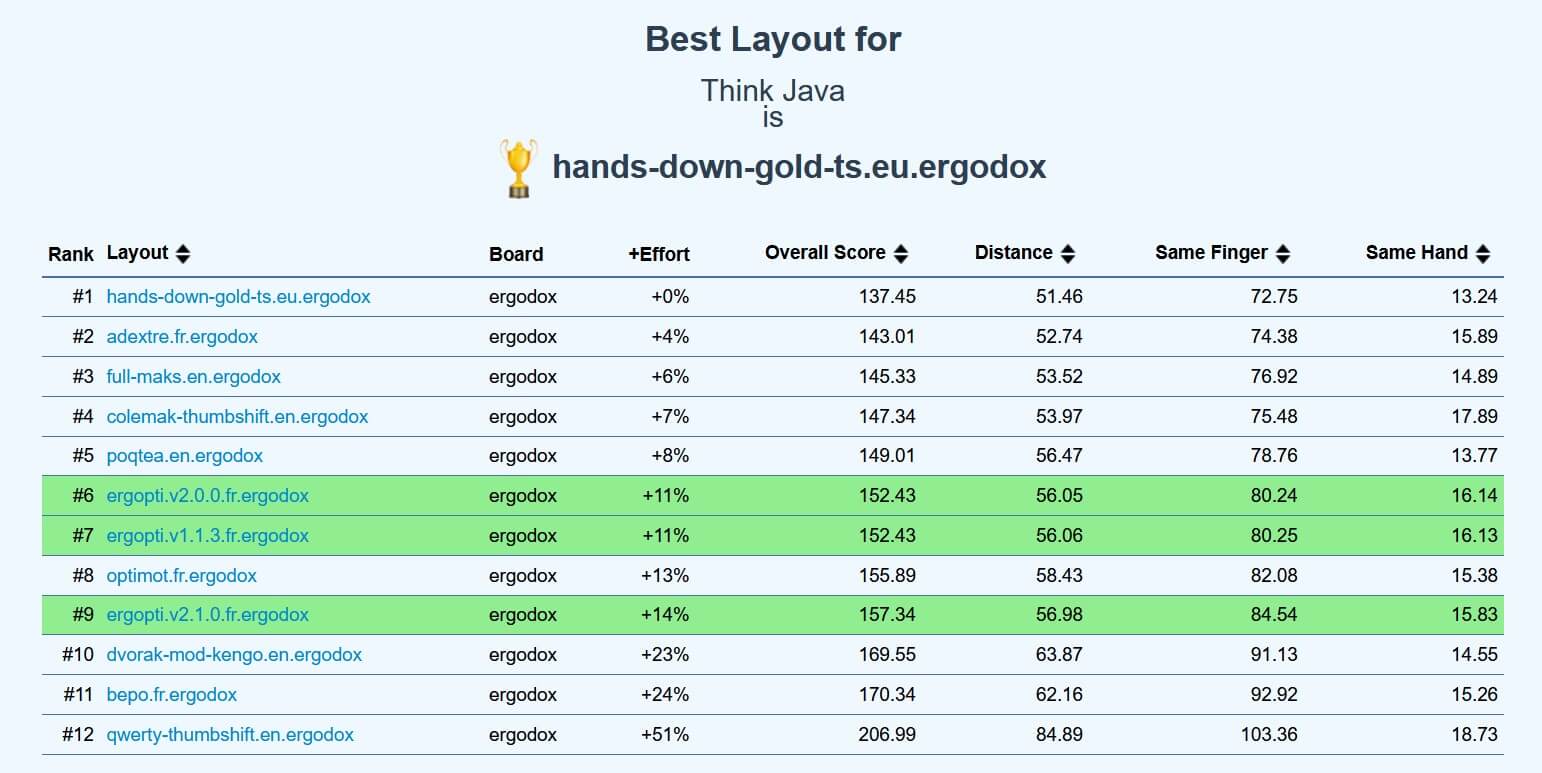 Best Layout for
Think Java
is
hands-down-gold-ts.eu.ergodox
Rank Layout Board +Effort Overall Score Distance Same Finger Same Hand
#1 hands-down-gold-ts.eu.ergodox ergodox +0% 137.45 51.46 72.75 13.24
#2 adextre.fr.ergodox ergodox +4% 143.01 52.74 74.38 15.89
#3 full-maks.en.ergodox ergodox +6% 145.33 53.52 76.92 14.89
#4 colemak-thumbshift.en.ergodox ergodox +7% 147.34 53.97 75.48 17.89
#5 poqtea.en.ergodox ergodox +8% 149.01 56.47 78.76 13.77
#6 ergopti.v2.0.0.fr.ergodox ergodox +11% 152.43 56.05 80.24 16.14
#7 ergopti.v1.1.3.fr.ergodox ergodox +11% 152.43 56.06 80.25 16.13
#8 optimot.fr.ergodox ergodox +13% 155.89 58.43 82.08 15.38
#9 ergopti.v2.1.0.fr.ergodox ergodox +14% 157.34 56.98 84.54 15.83
#10 dvorak-mod-kengo.en.ergodox ergodox +23% 169.55 63.87 91.13 14.55
#11 bepo.fr.ergodox ergodox +24% 170.34 62.16 92.92 15.26
#12 qwerty-thumbshift.en.ergodox ergodox +51% 206.99 84.89 103.36 18.73